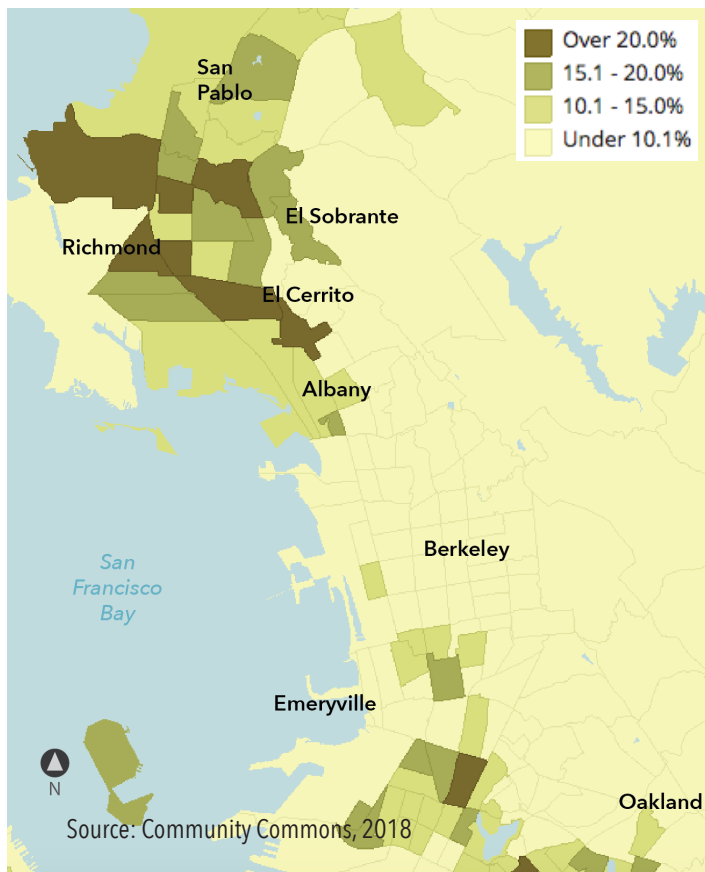 Over 20.0%
15.1 - 20.0%
10.1 - 15.0%
Under 10.1%
San
Pablo
El Sobrante
Richmond
El Cerrito
Albany
Berkeley
San
Francisco
Bay
Emeryville
N
Oakland
Source: Community Commons, 2018